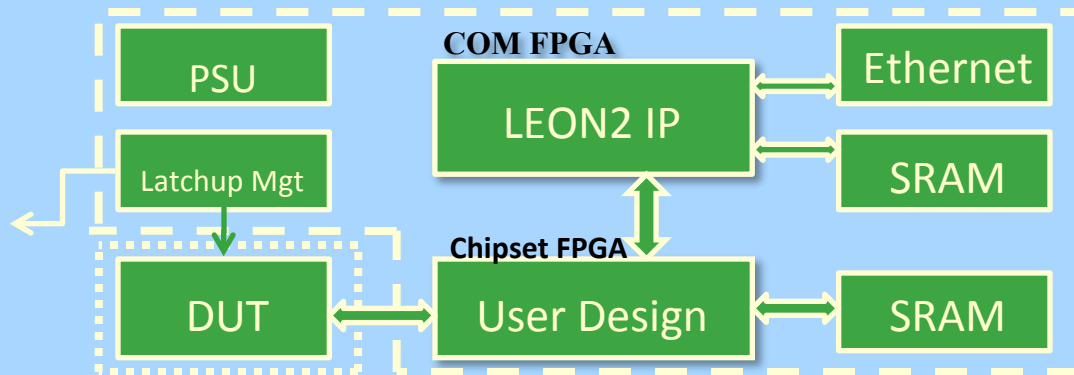 COM FPGA
PSU
LEON2 IP
Ethernet
Latchup Mgt
SRAM
Chipset FPGA
DUT
User Design
SRAM